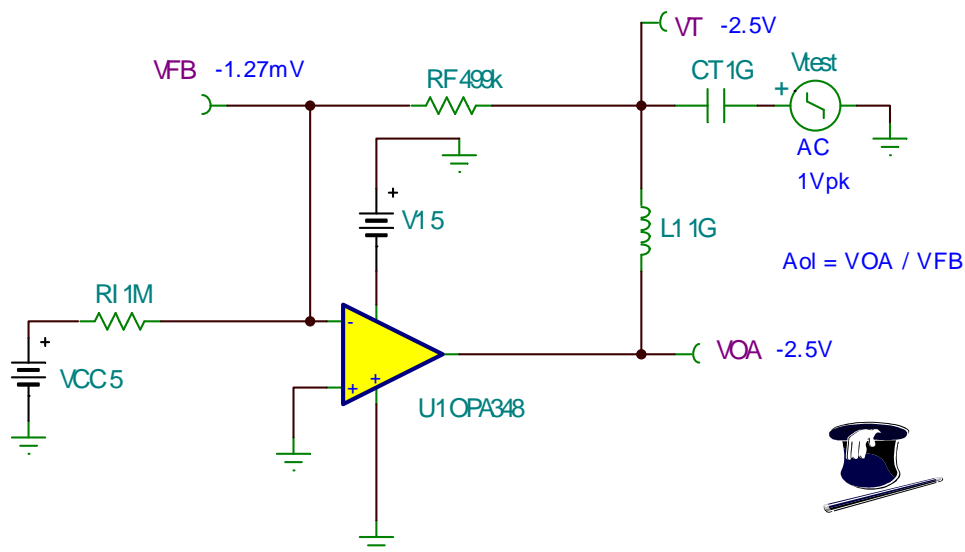 VT -2.5V
VFB -1.27mV
RF 499k
CT 1G
Vtest
+
AC
1Vpk
+
V1 5
L1 1G
Aol = VOA / VFB
RI 1M
+
VCC 5
-
+
+
VOA -2.5V
U1 OPA348